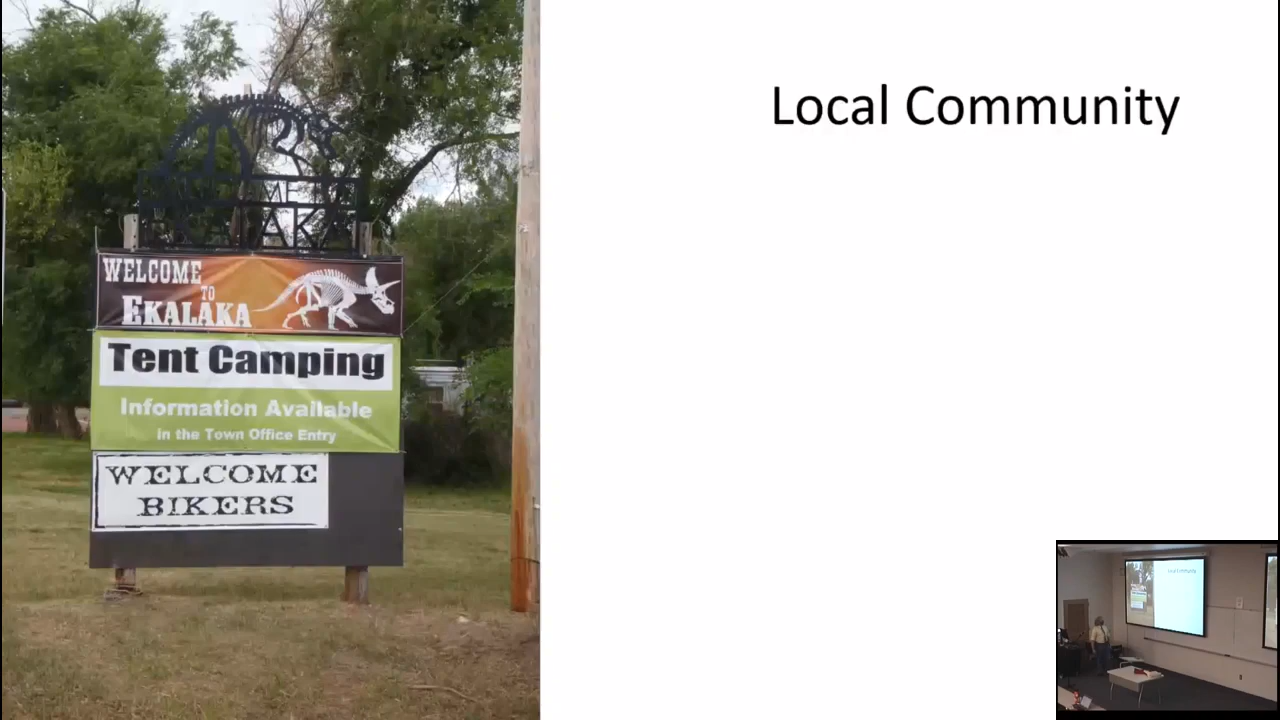 Local Community
WELCOME
TO
EKALAKA
Tent Camping
Information Available
in the Town Office Entry
WELCOME
BIKERS